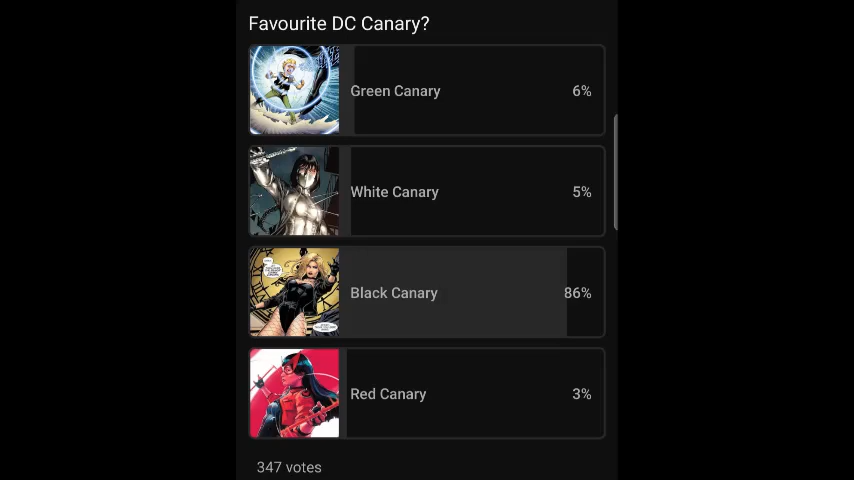 Favourite DC Canary?
Green Canary 6%
White Canary 5%
Black Canary 86%
Red Canary 3%
347 votes